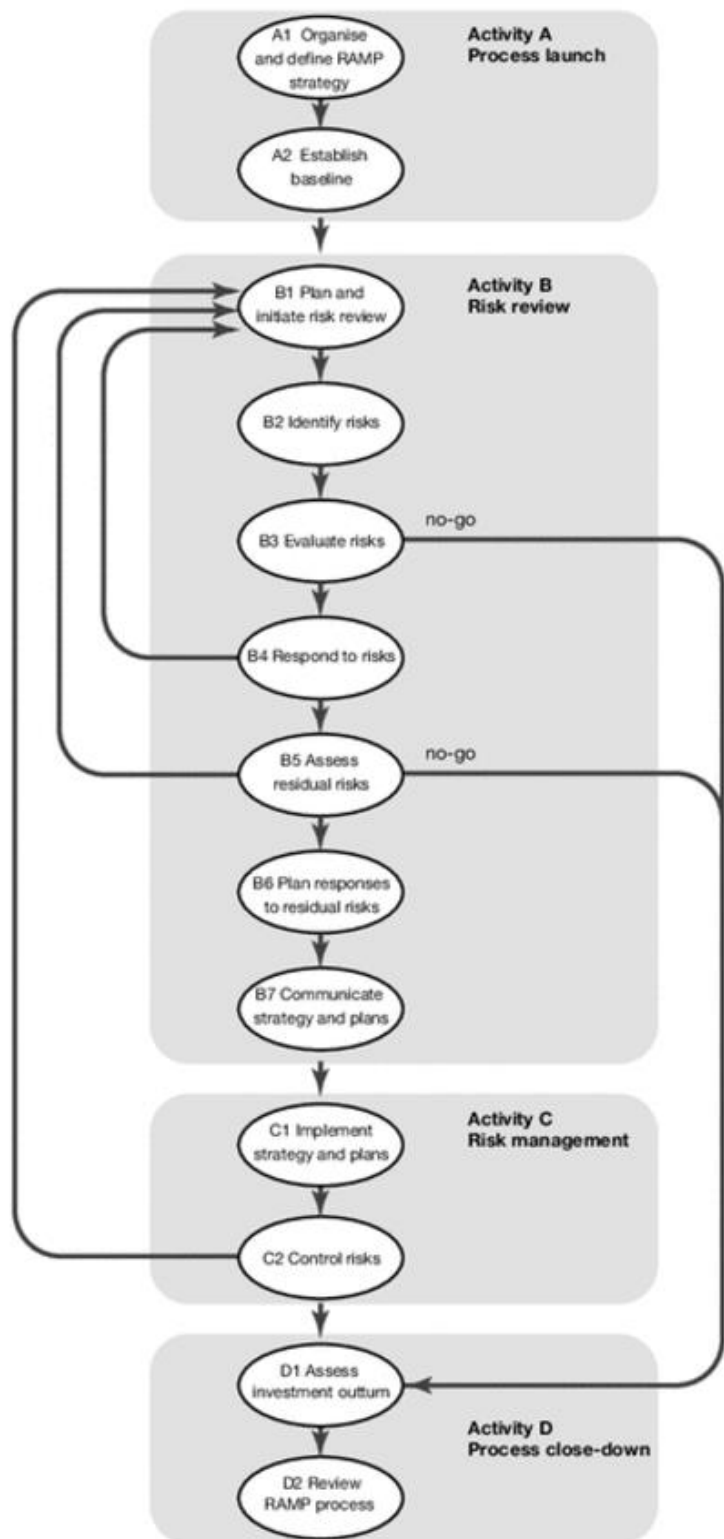 A1 Organise
and define RAMP
strategy
Activity A
Process launch
A2 Establish
baseline
B1 Plan and
initiate risk review
Activity B
Risk review
B2 Identify risks
B3 Evaluate risks
no-go
B4 Respond to risks
B5 Assess
residual risks
no-go
B6 Plan responses
to residual risks
B7 Communicate
strategy and plans
C1 Implement
strategy and plans
Activity C
Risk management
C2 Control risks
D1 Assess
investment outturn
Activity D
Process close-down
D2 Review
RAMP process